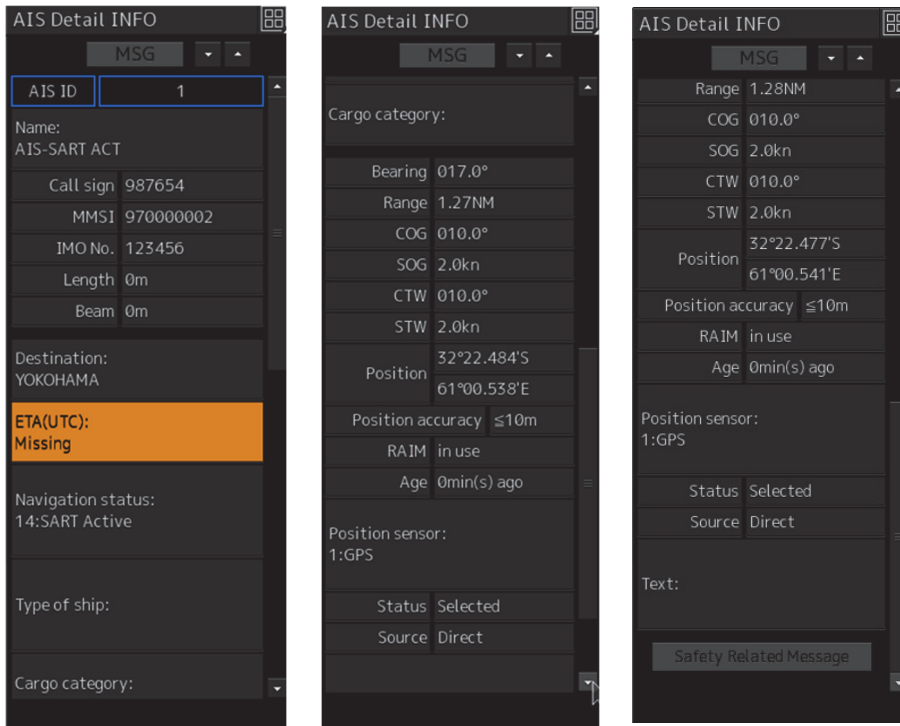 AIS Detail INFO
MSG
AIS ID 1
Name:
AIS-SART ACT
Call sign 987654
MMSI 970000002
IMO No. 123456
Length 0m
Beam 0m
Destination:
YOKOHAMA
ETA(UTC):
Missing
Navigation status:
14:SART Active
Type of ship:
Cargo category:
AIS Detail INFO
MSG
Cargo category:
Bearing 017.0°
Range 1.27NM
COG 010.0°
SOG 2.0kn
CTW 010.0°
STW 2.0kn
Position 32°22.484'S
61°00.538'E
Position accuracy ≦10m
RAIM in use
Age 0min(s) ago
Position sensor:
1:GPS
Status Selected
Source Direct
AIS Detail INFO
MSG
Range 1.28NM
COG 010.0°
SOG 2.0kn
CTW 010.0°
STW 2.0kn
Position 32°22.477'S
61°00.541'E
Position accuracy ≦10m
RAIM in use
Age 0min(s) ago
Position sensor:
1:GPS
Status Selected
Source Direct
Text:
Safety Related Message